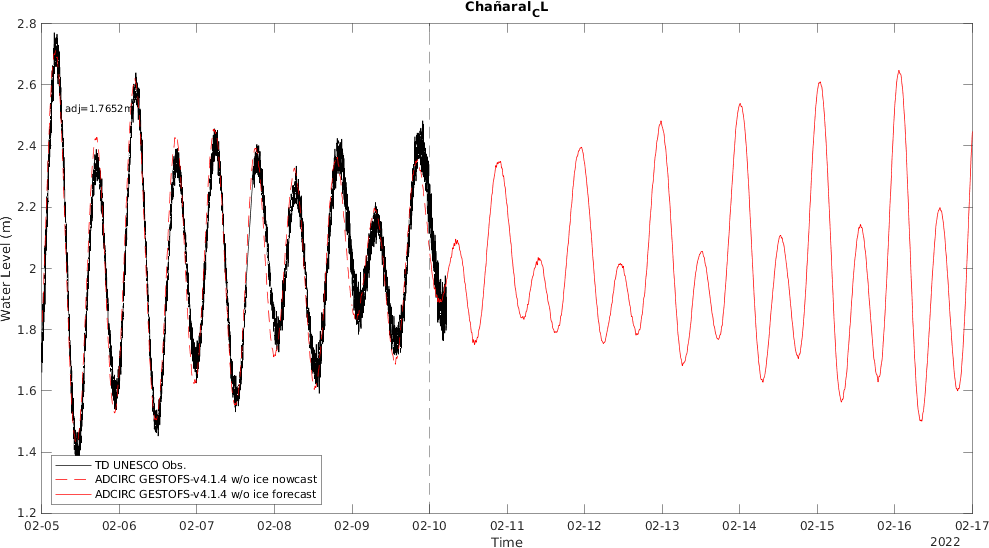 Chañaral_CL
2.8
2.6
adj=1.7652m
2.4
2.2
2
1.8
1.6
1.4
1.2
Water Level (m)
TD UNESCO Obs.
ADCIRC GESTOFS-v4.1.4 w/o ice nowcast
ADCIRC GESTOFS-v4.1.4 w/o ice forecast
02-05 02-06 02-07 02-08 02-09 02-10 02-11 02-12 02-13 02-14 02-15 02-16 02-17
Time
2022